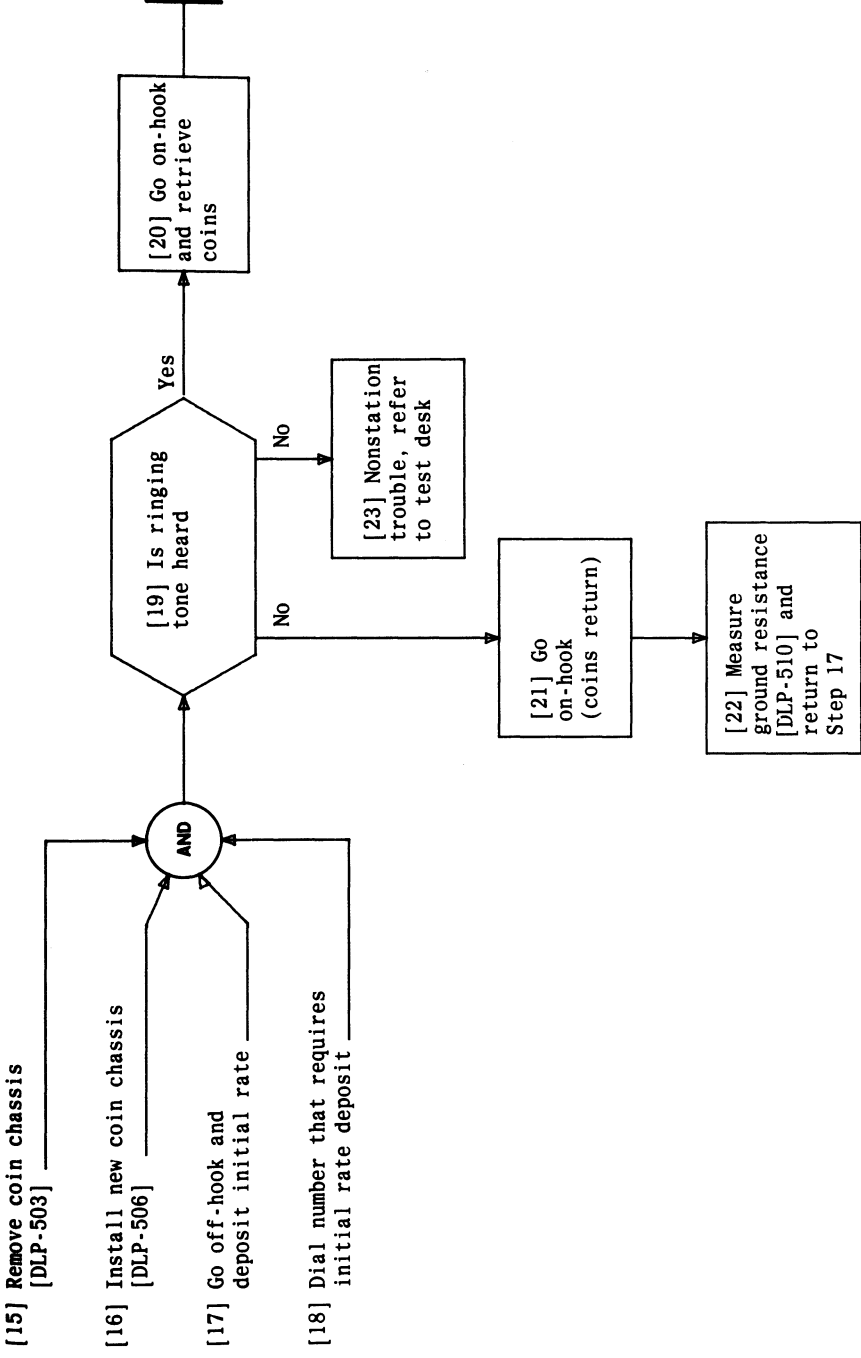 [15] Remove coin chassis
[DLP-503]
[16] Install new coin chassis
[DLP-506]
[17] Go off-hook and
deposit initial rate
[18] Dial number that requires
initial rate deposit
AND
[19] Is ringing
tone heard
Yes
No
No
[20] Go on-hook
and retrieve
coins
[23] Nonstation
trouble, refer
to test desk
[21] Go
on-hook
(coins return)
[22] Measure
ground resistance
[DLP-510] and
return to
Step 17